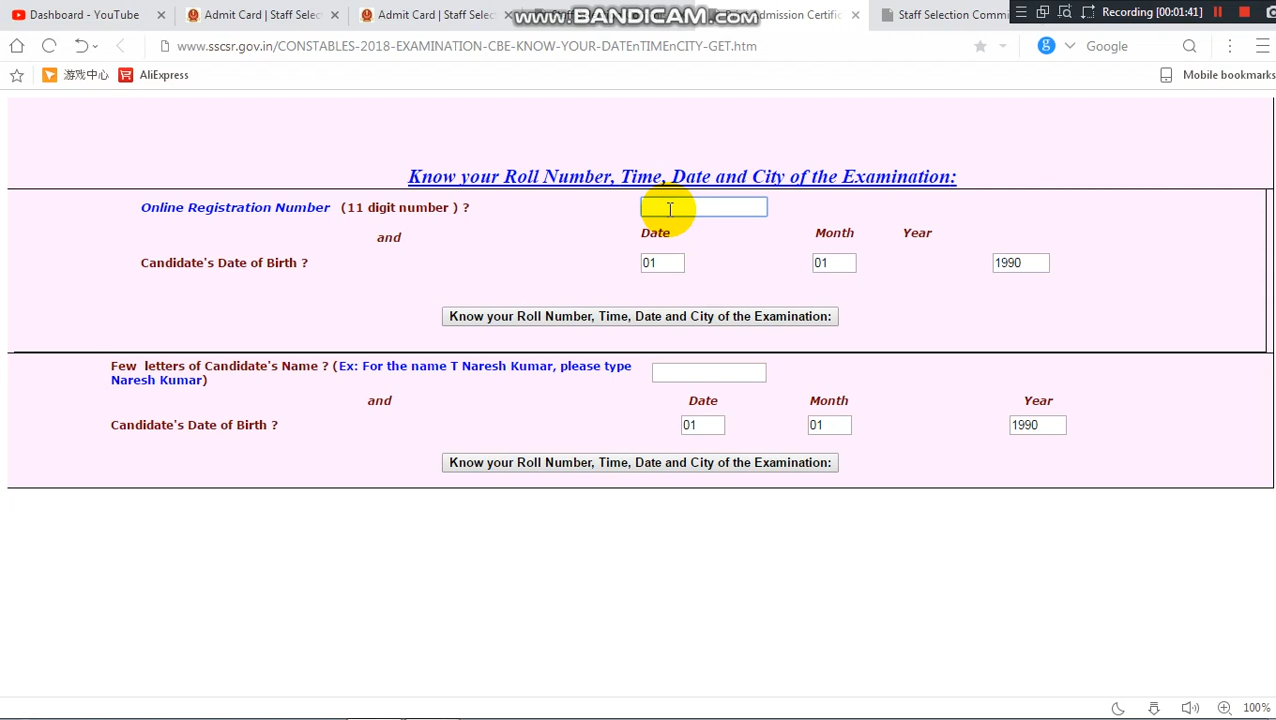 Dashboard - YouTube
Admit Card | Staff Selec
Admit Card | Staff Selec
www.BANDICAM.com
Admission Certific
Staff Selection Commi
Recording [00:01:41]
www.sscsr.gov.in/CONSTABLES-2018-EXAMINATION-CBE-KNOW-YOUR-DATEnTIMEnCITY-GET.htm
g
Google
游戏中心
AliExpress
Mobile bookmarks
Know your Roll Number, Time, Date and City of the Examination:
Online Registration Number (11 digit number ) ?
and
Date Month Year
Candidate's Date of Birth ?
01 01 1990
Know your Roll Number, Time, Date and City of the Examination:
Few letters of Candidate's Name ? (Ex: For the name T Naresh Kumar, please type
Naresh Kumar)
and
Date Month Year
Candidate's Date of Birth ?
01 01 1990
Know your Roll Number, Time, Date and City of the Examination:
100%